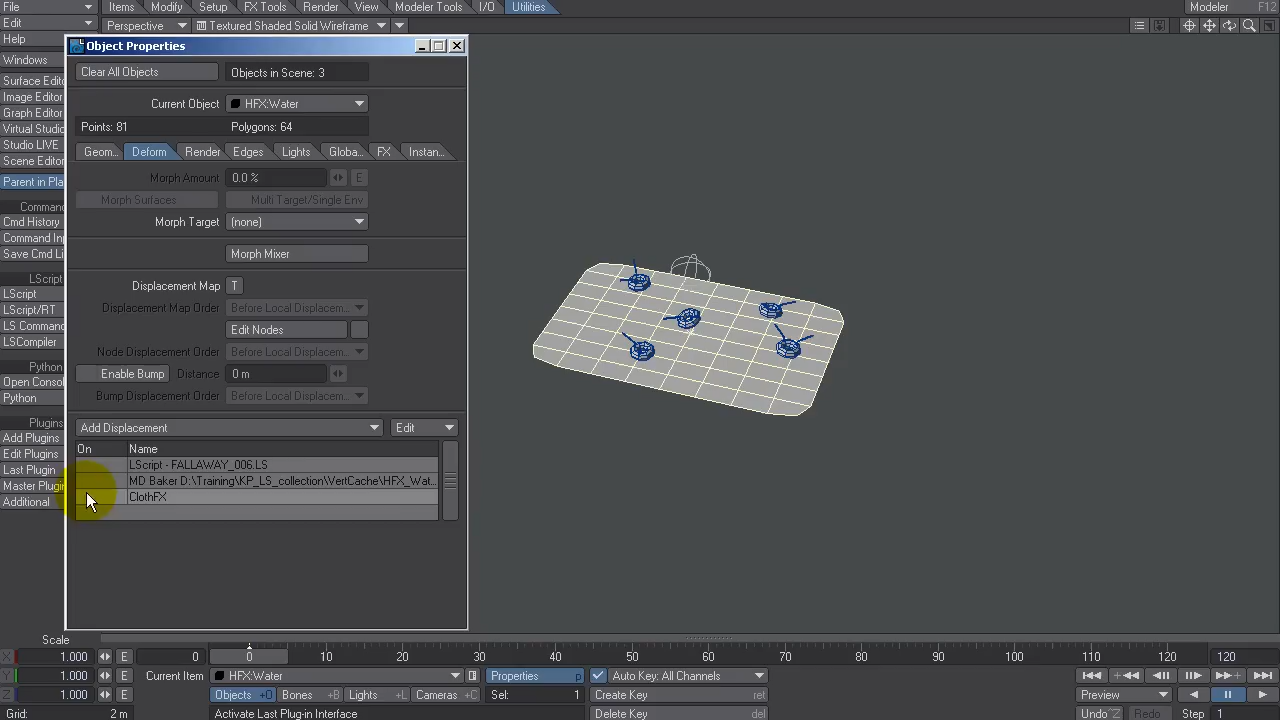 File Items Modify Setup FX Tools Render View Modeler Tools I/O Utilities Modeler F12
Edit Perspective Textured Shaded Solid Wireframe
Help
Windows
Surface Edit
Image Editor
Graph Editor
Virtual Studio
Studio LIVE
Scene Editor
Parent in Pla
Comman
Cmd History
Command Inp
Save Cmd Li
LScript
LScript
LScript/RT
LS Command
LSCompiler
Python
Open Consol
Python
Plugins
Add Plugins
Edit Plugins
Last Plugin
Master Plugi
Additional
Object Properties
Clear All Objects Objects in Scene: 3
Current Object HFX:Water
Points: 81 Polygons: 64
Geom... Deform Render Edges Lights Globa... FX Instan...
Morph Amount 0.0 % E
Morph Surfaces Multi Target/Single Env
Morph Target (none)
Morph Mixer
Displacement Map T
Displacement Map Order Before Local Displacem...
Edit Nodes
Node Displacement Order Before Local Displacem...
Enable Bump Distance 0 m
Bump Displacement Order Before Local Displacem...
Add Displacement Edit
On Name
LScript - FALLAWAY_006.LS
MD Baker D:\Training\KP_LS_collection\VertCache\HFX_Wat...
ClothFX
Scale
X 1.000 E 0 0 10 20 30 40 50 60 70 80 90 100 110 120 120
Y 1.000 E Current Item HFX:Water Properties p Auto Key: All Channels
Z 1.000 E Objects +O Bones +B Lights +L Cameras +C Sel: 1 Create Key ret Preview
Grid: 2 m Activate Last Plug-in Interface Delete Key del Undo ^Z Redo Step 1